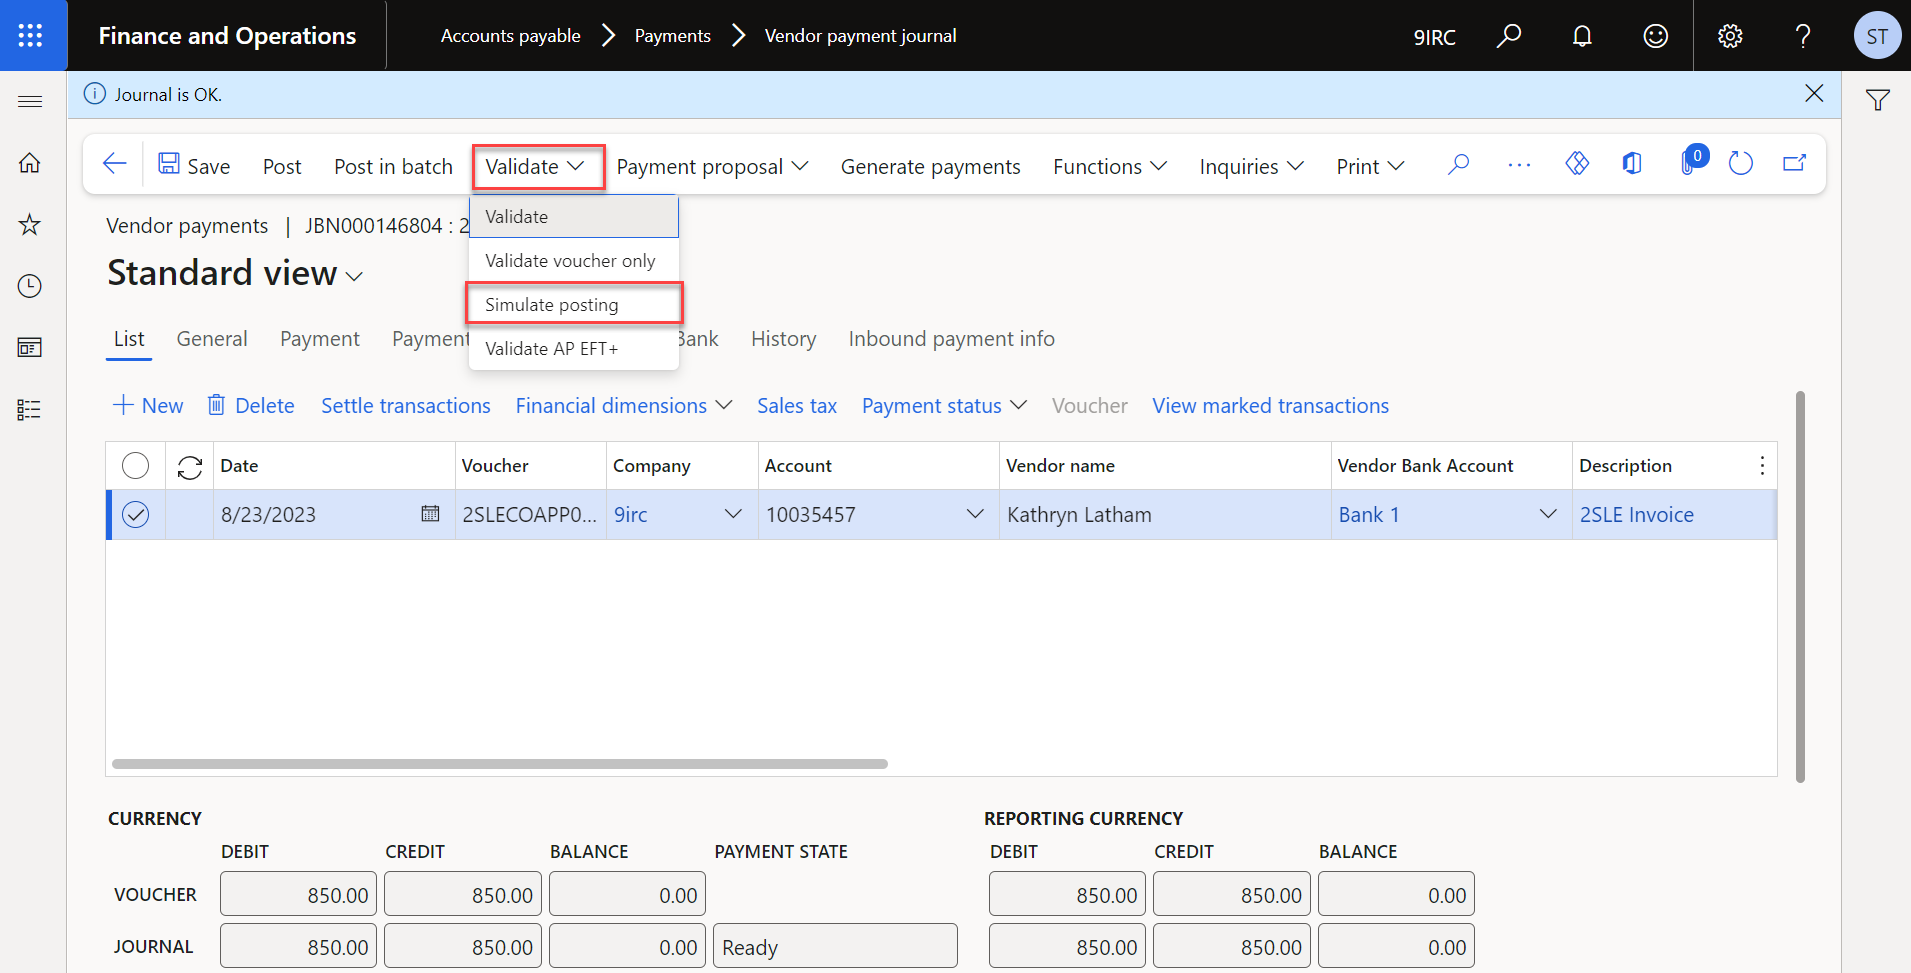 Finance and Operations
Accounts payable
Payments
Vendor payment journal
9IRC
ST
Journal is OK.
Save
Post
Post in batch
Validate
Payment proposal
Generate payments
Functions
Inquiries
Print
0
Validate
Validate voucher only
Simulate posting
Validate AP EFT+
Vendor payments | JBN000146804 : 2
Standard view
List
General
Payment
Payment
Bank
History
Inbound payment info
New
Delete
Settle transactions
Financial dimensions
Sales tax
Payment status
Voucher
View marked transactions
Date
Voucher
Company
Account
Vendor name
Vendor Bank Account
Description
8/23/2023
2SLECOAPP0...
9irc
10035457
Kathryn Latham
Bank 1
2SLE Invoice
CURRENCY
REPORTING CURRENCY
DEBIT
CREDIT
BALANCE
PAYMENT STATE
DEBIT
CREDIT
BALANCE
VOUCHER
850.00
850.00
0.00
850.00
850.00
0.00
JOURNAL
850.00
850.00
0.00
Ready
850.00
850.00
0.00